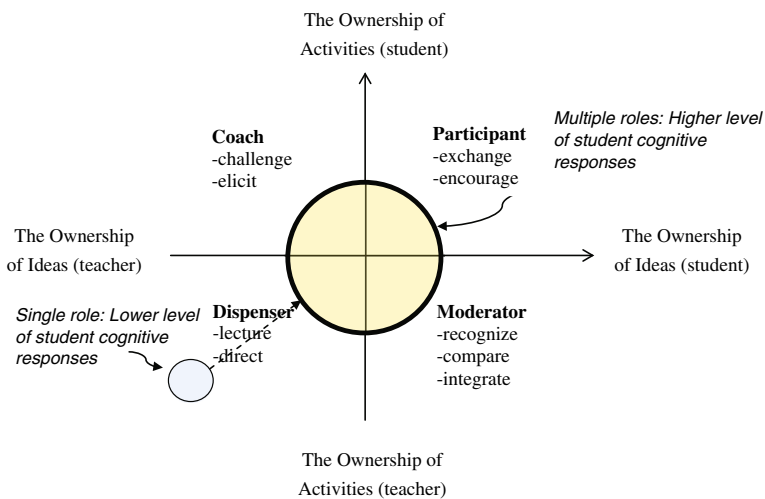 The Ownership of
Activities (student)
Coach
-challenge
-elicit
Participant
-exchange
-encourage
Multiple roles: Higher level
of student cognitive
responses
The Ownership
of Ideas (teacher)
The Ownership
of Ideas (student)
Single role: Lower level
of student cognitive
responses
Dispenser
-lecture
-direct
Moderator
-recognize
-compare
-integrate
The Ownership of
Activities (teacher)